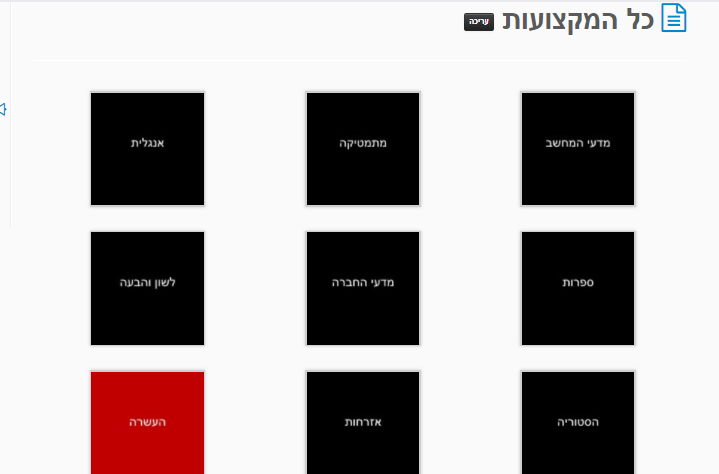 כל המקצועות עריכה
מדעי המחשב
מתמטיקה
אנגלית
ספרות
מדעי החברה
לשון והבעה
הסטוריה
אזרחות
העשרה